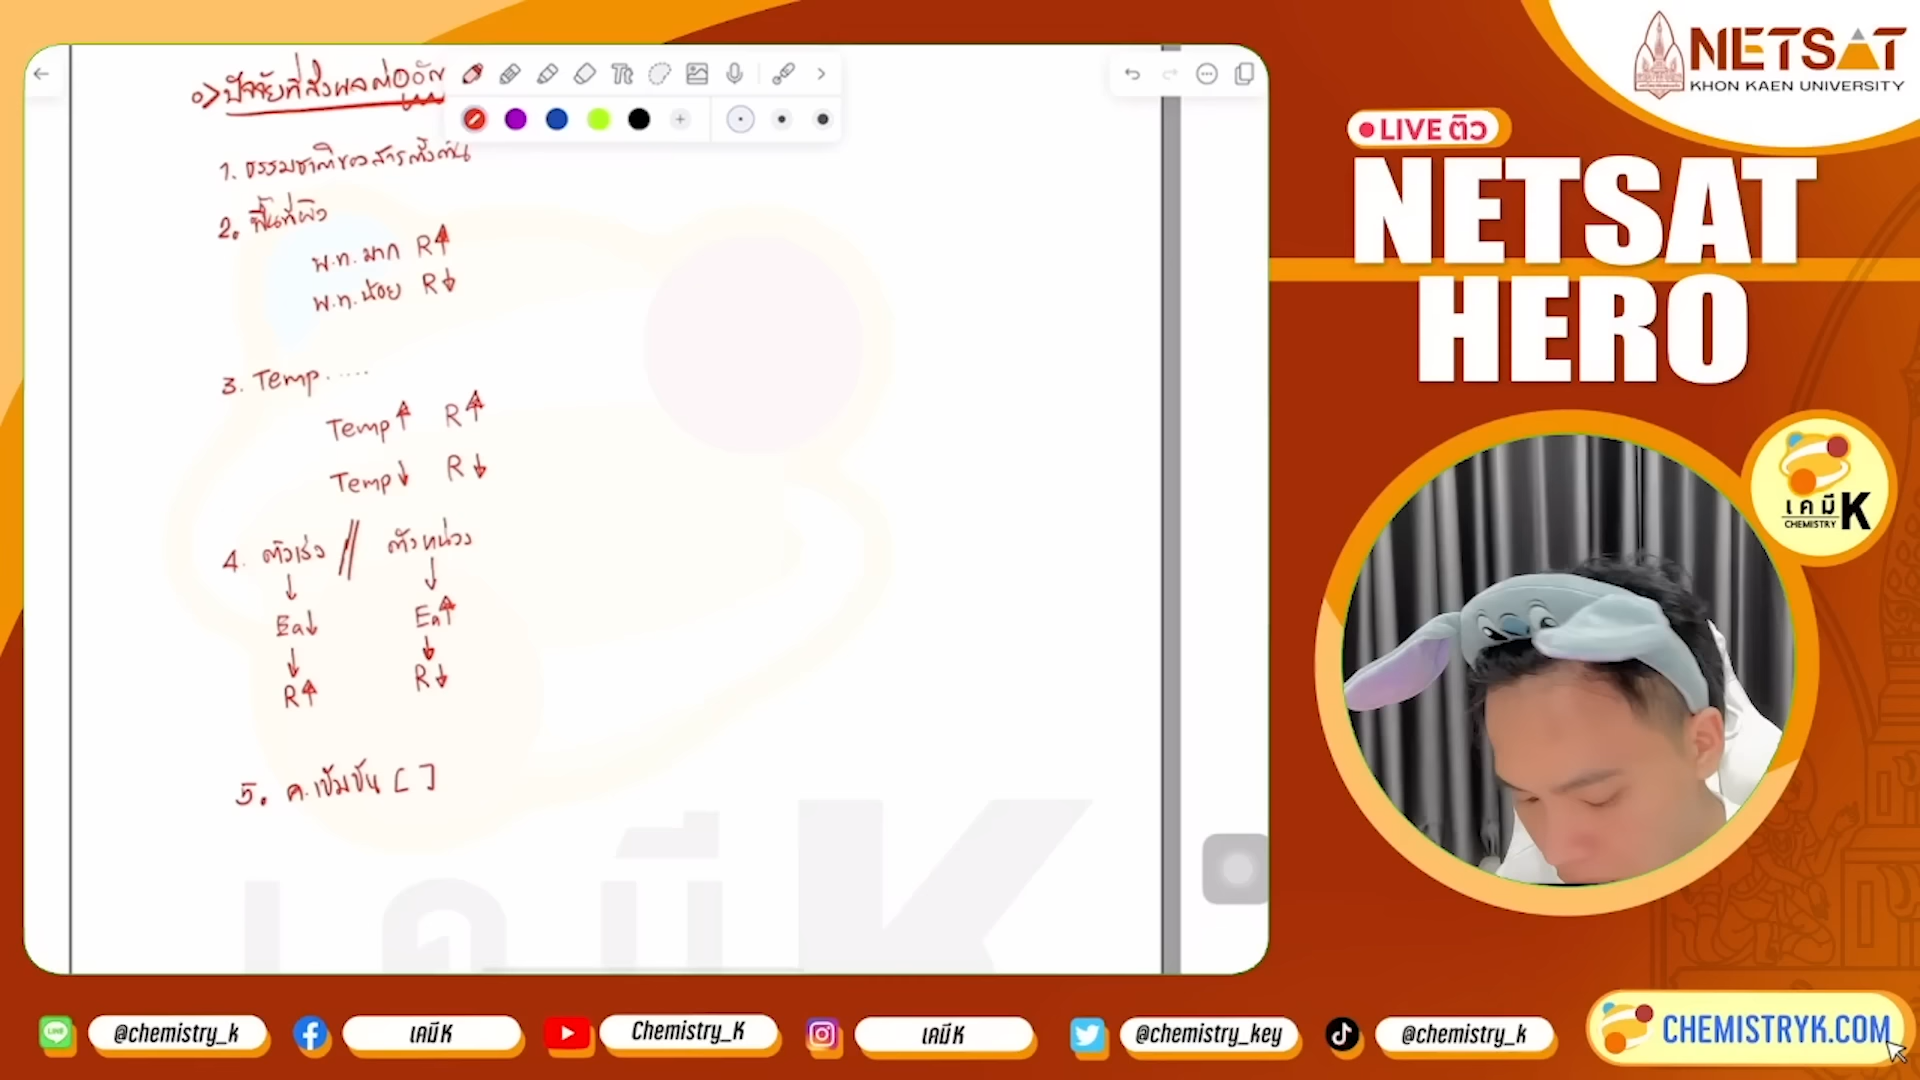 ปัจจัยที่ส่งผลต่ออัต
1. ธรรมชาติของสารตั้งต้น
2. พื้นที่ผิว
พ.ท. มาก R↑
พ.ท. น้อย R↓
3. Temp.....
Temp↑ R↑
Temp↓ R↓
4. ตัวเร่ง // ตัวหน่วง
↓ ↓
Ea↓ Ea↑
↓ ↓
R↑ R↓
5. ค.เข้มข้น [ ]
เคมี K
NETSAT
KHON KAEN UNIVERSITY
LIVE ติว
NETSAT
HERO
เคมี K
CHEMISTRY
@chemistry_k
เคมี K
Chemistry_K
เคมี K
@chemistry_key
@chemistry_k
CHEMISTRYK.COM